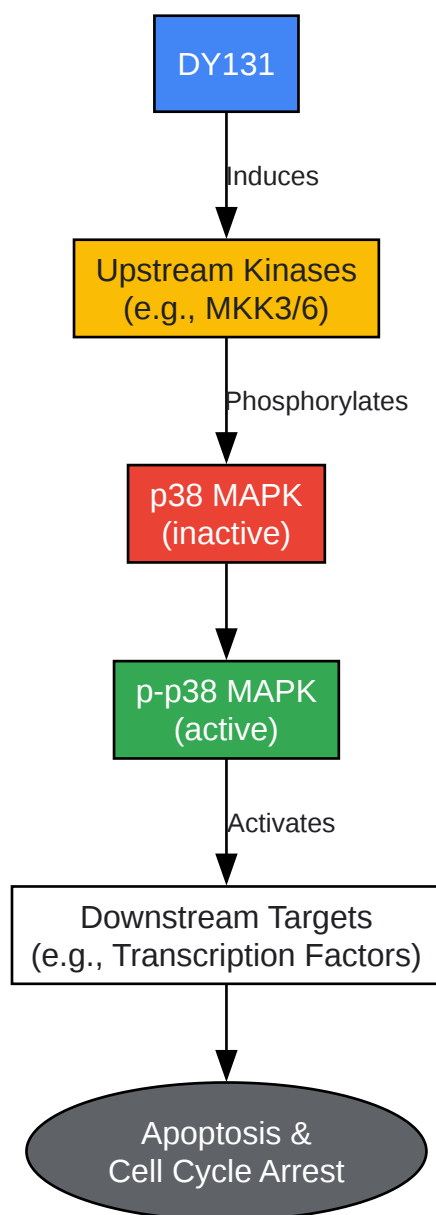 DY131
Induces
Upstream Kinases
(e.g., MKK3/6)
Phosphorylates
p38 MAPK
(inactive)
p-p38 MAPK
(active)
Activates
Downstream Targets
(e.g., Transcription Factors)
Apoptosis &
Cell Cycle Arrest